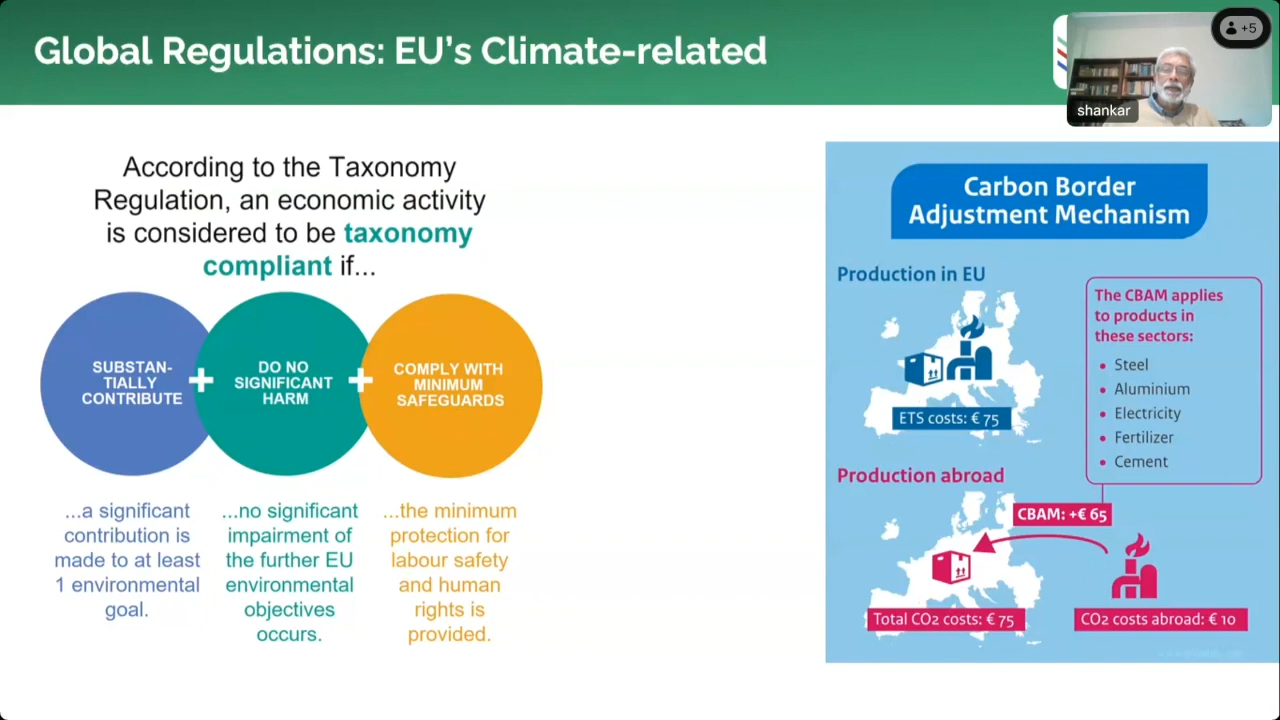 Global Regulations: EU's Climate-related
+5
shankar
According to the Taxonomy
Regulation, an economic activity
is considered to be taxonomy
compliant if...
SUBSTAN-
TIALLY
CONTRIBUTE
+
DO NO
SIGNIFICANT
HARM
+
COMPLY WITH
MINIMUM
SAFEGUARDS
...a significant
contribution is
made to at least
1 environmental
goal.
...no significant
impairment of
the further EU
environmental
objectives
occurs.
...the minimum
protection for
labour safety
and human
rights is
provided.
Carbon Border
Adjustment Mechanism
Production in EU
ETS costs: € 75
The CBAM applies
to products in
these sectors:
• Steel
• Aluminium
• Electricity
• Fertilizer
• Cement
Production abroad
CBAM: +€ 65
Total CO2 costs: € 75
CO2 costs abroad: € 10